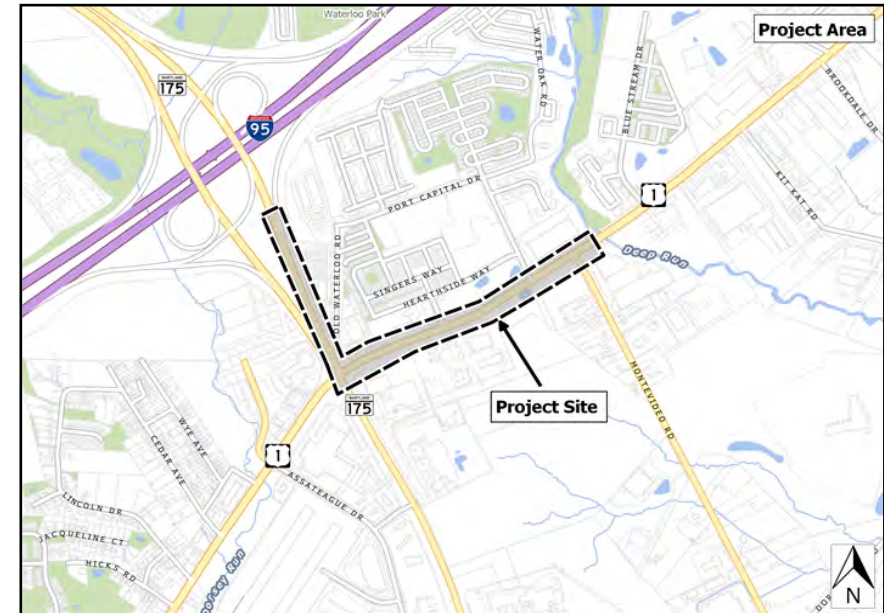 Waterloo Park
Project Area
MARYLAND
175
INTERSTATE
95
WATER OAK RD
BLUE STREAM DR
BROOKDALE DR
KIT KAT RD
1
PORT CAPITAL DR
OLD WATERLOO RD
SINGERS WAY
HEARTHSIDE WAY
Deep Run
MONTEVIDEO RD
Project Site
MARYLAND
175
1
WYE AVE
CEDAR AVE
ASSATEAGUE DR
LINCOLN DR
JACQUELINE CT
HICKS RD
N